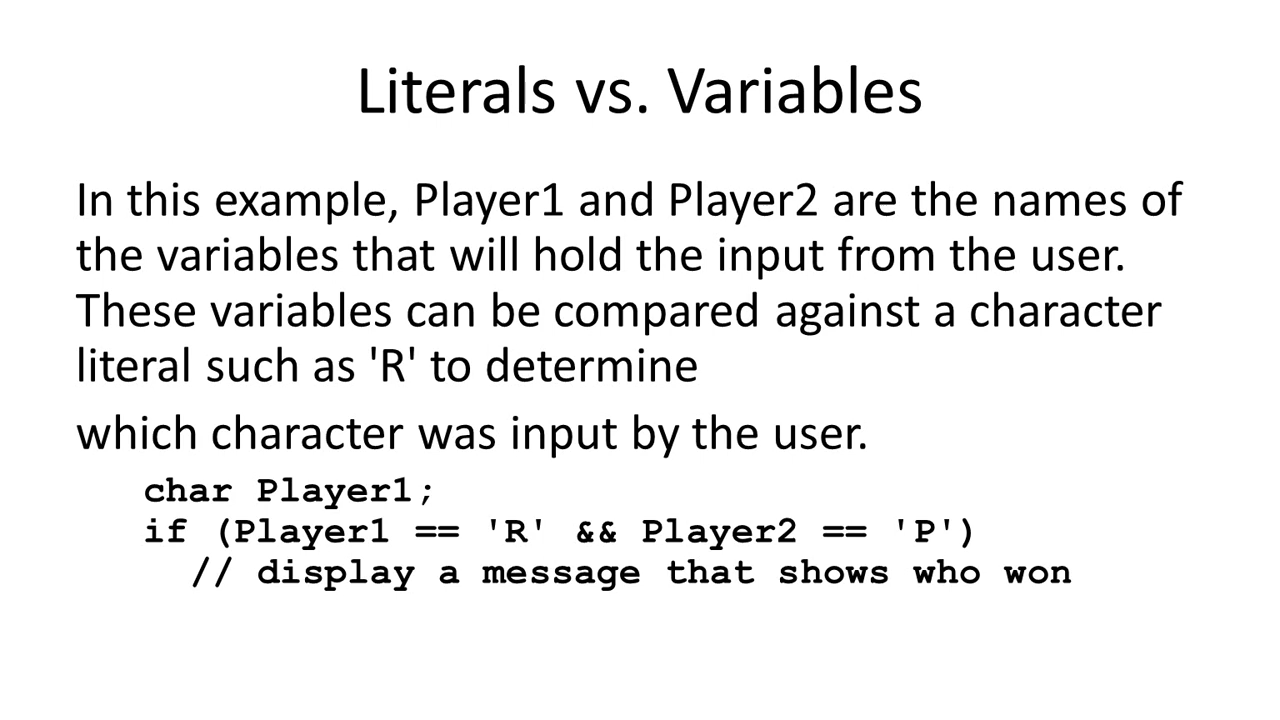 Literals vs. Variables
In this example, Player1 and Player2 are the names of
the variables that will hold the input from the user.
These variables can be compared against a character
literal such as 'R' to determine
which character was input by the user.
char Player1;
if (Player1 == 'R' && Player2 == 'P')
// display a message that shows who won